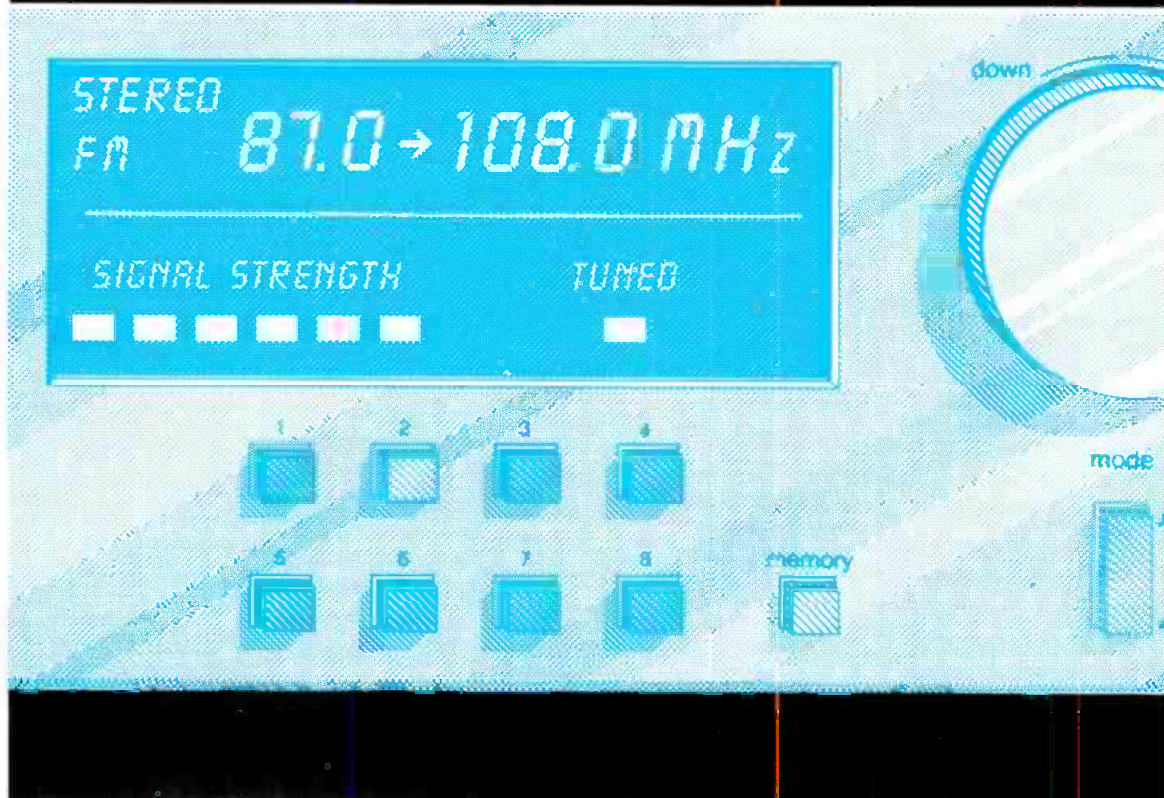 STEREO
FM 87.0→108.0 MHz
SIGNAL STRENGTH TUNED
down
1 2 3 4
mode
5 6 7 8 memory